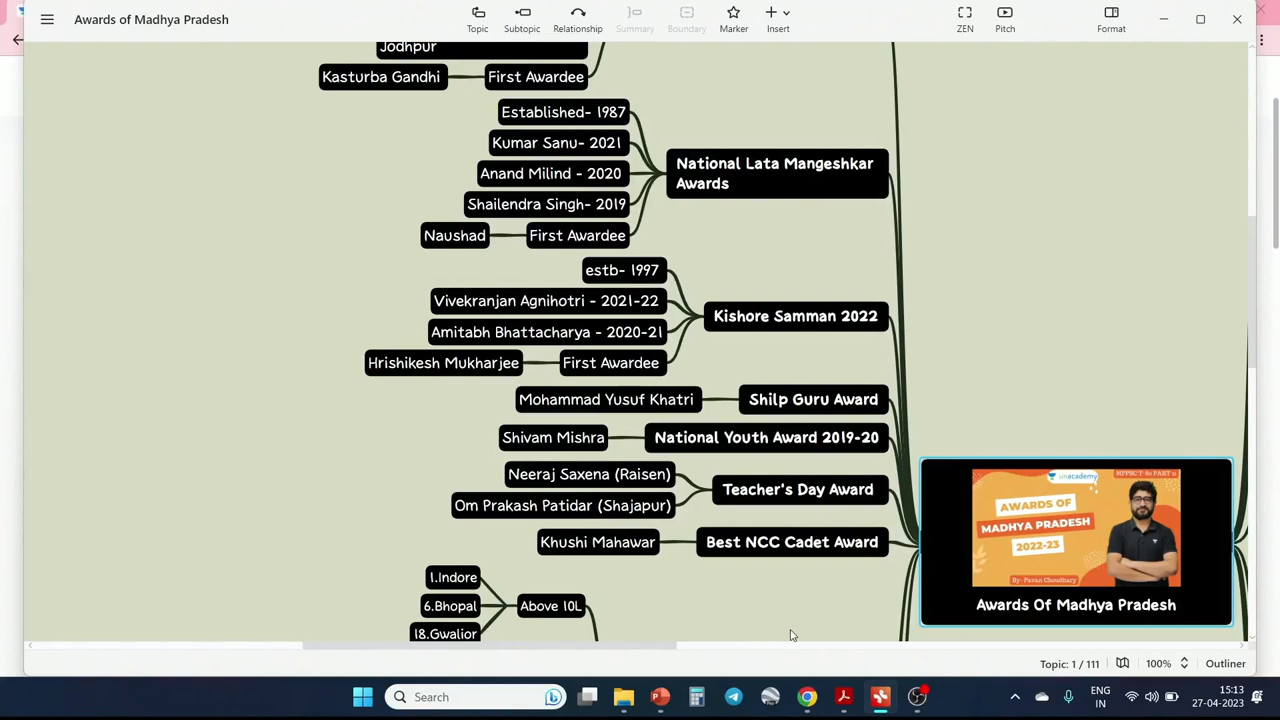 Awards of Madhya Pradesh
Topic
Subtopic
Relationship
Summary
Boundary
Marker
Insert
ZEN
Pitch
Format
Jodhpur
Kasturba Gandhi
First Awardee
Established- 1987
Kumar Sanu- 2021
Anand Milind - 2020
Shailendra Singh- 2019
Naushad
First Awardee
National Lata Mangeshkar
Awards
estb- 1997
Vivekranjan Agnihotri - 2021-22
Amitabh Bhattacharya - 2020-21
Hrishikesh Mukharjee
First Awardee
Kishore Samman 2022
Mohammad Yusuf Khatri
Shilp Guru Award
Shivam Mishra
National Youth Award 2019-20
Neeraj Saxena (Raisen)
Om Prakash Patidar (Shajapur)
Teacher's Day Award
Khushi Mahawar
Best NCC Cadet Award
1.Indore
6.Bhopal
18.Gwalior
Above 10L
unacademy
AWARDS OF
MADHYA PRADESH
2022-23
By- Pavan Choudhary
Awards Of Madhya Pradesh
Topic: 1 / 111
100%
Outliner
Search
ENG
IN
15:13
27-04-2023